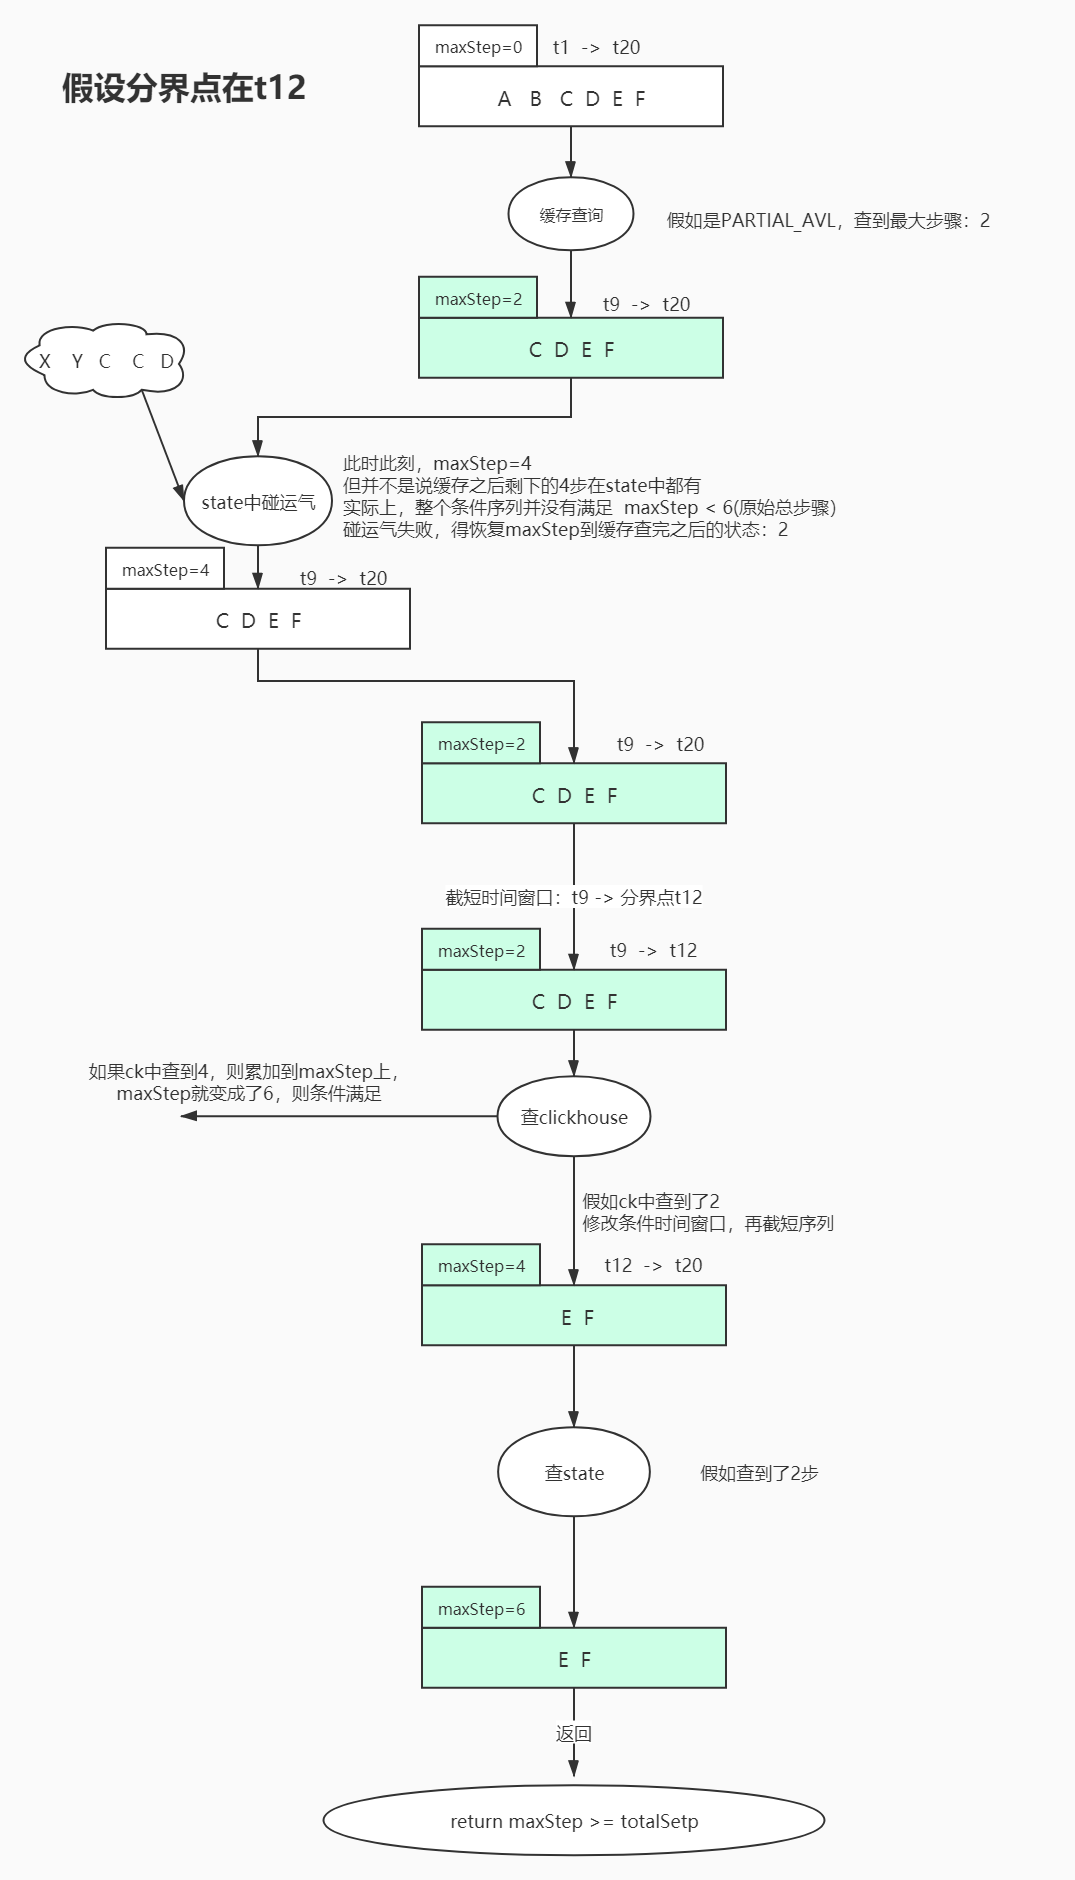 maxStep=0
t1 -> t20
假设分界点在t12
A B C D E F
缓存查询
假如是PARTIAL_AVL，查到最大步骤：2
maxStep=2
t9 -> t20
C D E F
X Y C C D
state中碰运气
此时此刻，maxStep=4
但并不是说缓存之后剩下的4步在state中都有
实际上，整个条件序列并没有满足 maxStep < 6(原始总步骤)
碰运气失败，得恢复maxStep到缓存查完之后的状态：2
maxStep=4
t9 -> t20
C D E F
maxStep=2
t9 -> t20
C D E F
截短时间窗口：t9 -> 分界点t12
maxStep=2
t9 -> t12
C D E F
如果ck中查到4，则累加到maxStep上，
maxStep就变成了6，则条件满足
查clickhouse
假如ck中查到了2
修改条件时间窗口，再截短序列
maxStep=4
t12 -> t20
E F
查state
假如查到了2步
maxStep=6
E F
返回
return maxStep >= totalSetp